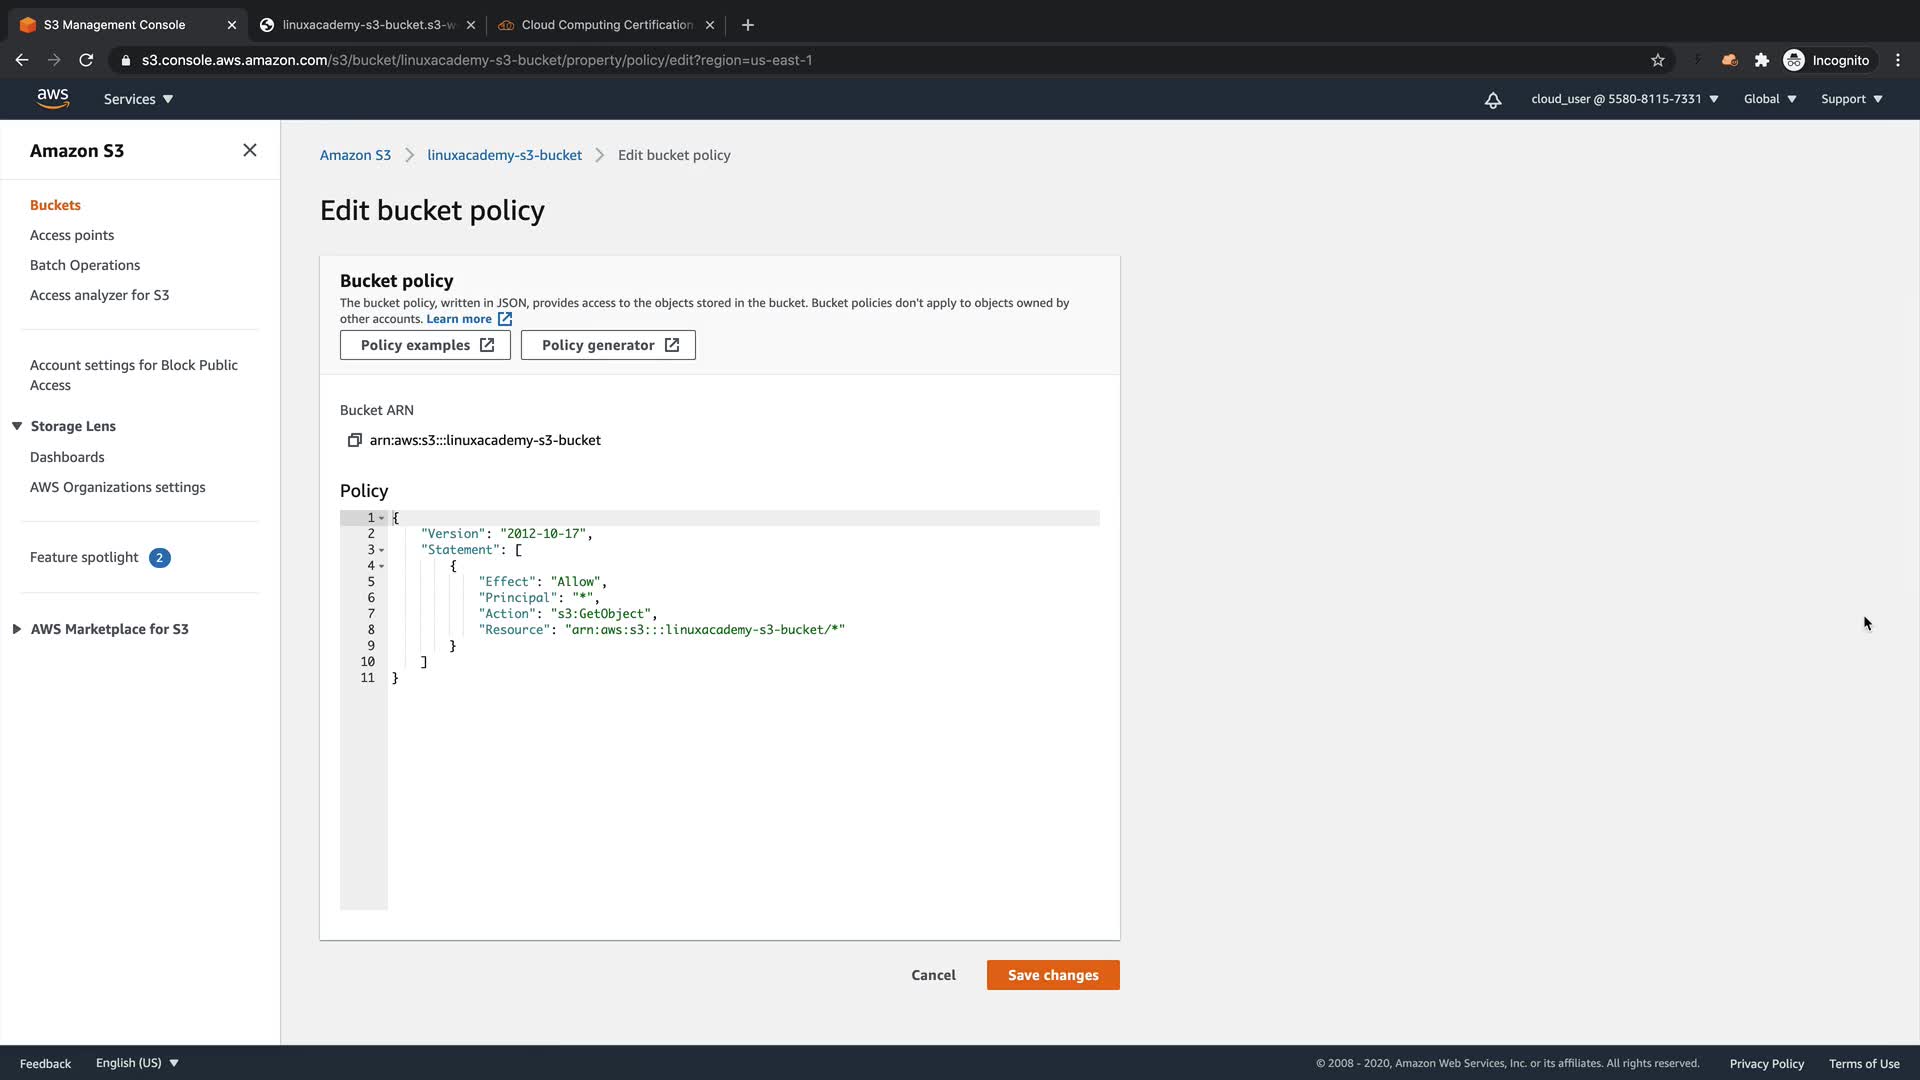 S3 Management Console
linuxacademy-s3-bucket.s3-w
Cloud Computing Certification
s3.console.aws.amazon.com/s3/bucket/linuxacademy-s3-bucket/property/policy/edit?region=us-east-1
Incognito
aws
Services
cloud_user @ 5580-8115-7331
Global
Support
Amazon S3
Buckets
Access points
Batch Operations
Access analyzer for S3
Account settings for Block Public
Access
Storage Lens
Dashboards
AWS Organizations settings
Feature spotlight 2
AWS Marketplace for S3
Amazon S3 > linuxacademy-s3-bucket > Edit bucket policy
Edit bucket policy
Bucket policy
The bucket policy, written in JSON, provides access to the objects stored in the bucket. Bucket policies don't apply to objects owned by
other accounts. Learn more
Policy examples
Policy generator
Bucket ARN
arn:aws:s3:::linuxacademy-s3-bucket
Policy
1 {
2 "Version": "2012-10-17",
3 "Statement": [
4 {
5 "Effect": "Allow",
6 "Principal": "*",
7 "Action": "s3:GetObject",
8 "Resource": "arn:aws:s3:::linuxacademy-s3-bucket/*"
9 }
10 ]
11 }
Cancel
Save changes
Feedback
English (US)
© 2008 - 2020, Amazon Web Services, Inc. or its affiliates. All rights reserved.
Privacy Policy
Terms of Use